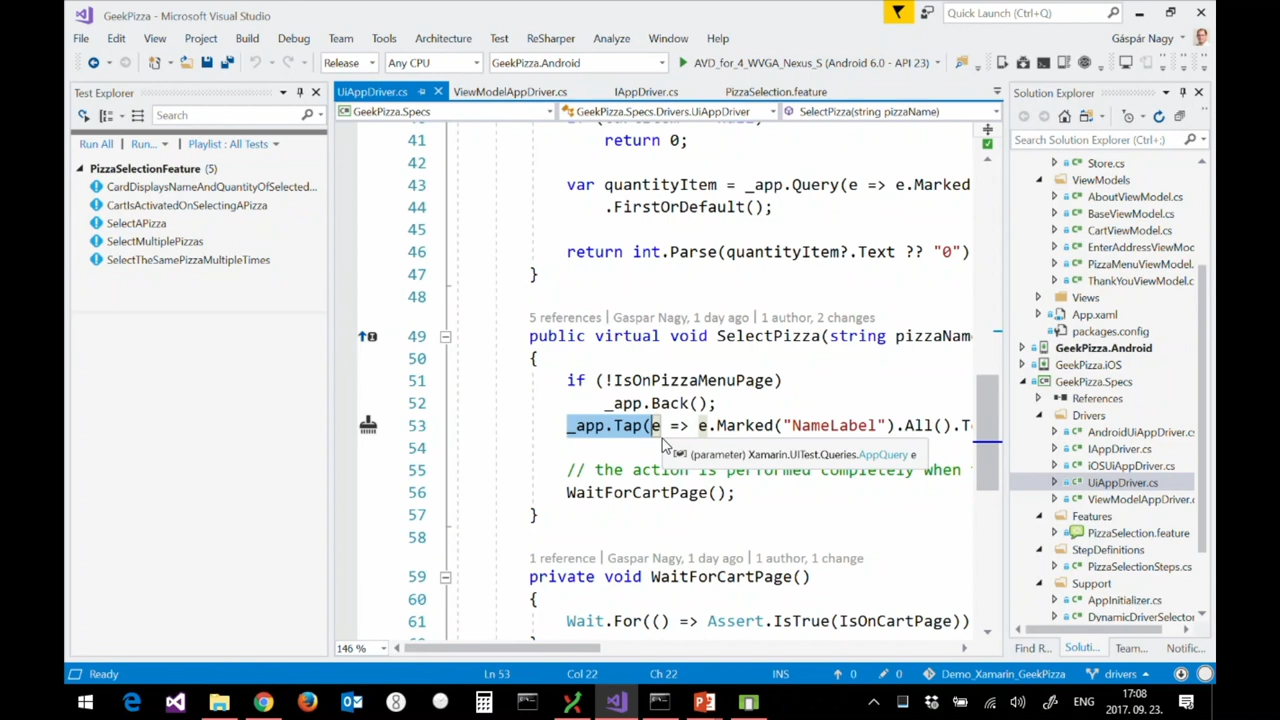 GeekPizza - Microsoft Visual Studio
Quick Launch (Ctrl+Q)
File Edit View Project Build Debug Team Tools Architecture Test ReSharper Analyze Window Help
Gáspár Nagy
Release Any CPU GeekPizza.Android AVD_for_4_WVGA_Nexus_S (Android 6.0 - API 23)
Test Explorer
Search
Run All Run... Playlist : All Tests
PizzaSelectionFeature (5)
CardDisplaysNameAndQuantityOfSelected...
CartIsActivatedOnSelectingAPizza
SelectAPizza
SelectMultiplePizzas
SelectTheSamePizzaMultipleTimes
UiAppDriver.cs ViewModelAppDriver.cs IAppDriver.cs PizzaSelection.feature
GeekPizza.Specs GeekPizza.Specs.Drivers.UiAppDriver SelectPizza(string pizzaName)
41 return 0;
42
43 var quantityItem = _app.Query(e => e.Marked
44 .FirstOrDefault();
45
46 return int.Parse(quantityItem?.Text ?? "0")
47 }
48
5 references | Gaspar Nagy, 1 day ago | 1 author, 2 changes
49 public virtual void SelectPizza(string pizzaNam
50 {
51 if (!IsOnPizzaMenuPage)
52 _app.Back();
53 _app.Tap(e => e.Marked("NameLabel").All().T
(parameter) Xamarin.UITest.Queries.AppQuery e
55 // the action is performed completely when
56 WaitForCartPage();
57 }
58
1 reference | Gaspar Nagy, 1 day ago | 1 author, 1 change
59 private void WaitForCartPage()
60 {
61 Wait.For(() => Assert.IsTrue(IsOnCartPage))
146 %
Solution Explorer
Search Solution Explorer (Ctrl+;)
Store.cs
ViewModels
AboutViewModel.cs
BaseViewModel.cs
CartViewModel.cs
EnterAddressViewMoc
PizzaMenuViewModel.
ThankYouViewModel.c
Views
App.xaml
packages.config
GeekPizza.Android
GeekPizza.iOS
GeekPizza.Specs
References
Drivers
AndroidUiAppDriver.c
IAppDriver.cs
iOSUiAppDriver.cs
UiAppDriver.cs
ViewModelAppDriver.c
Features
PizzaSelection.feature
StepDefinitions
PizzaSelectionSteps.cs
Support
AppInitializer.cs
DynamicDriverSelector
Find R... Soluti... Team... Notific...
Ready Ln 53 Col 22 Ch 22 INS 0 0 Demo_Xamarin_GeekPizza drivers
ENG 17:08
2017. 09. 23.